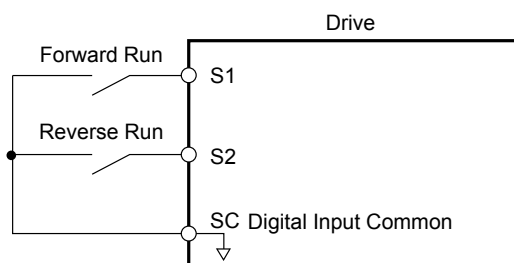 Drive
Forward Run
S1
Reverse Run
S2
SC Digital Input Common